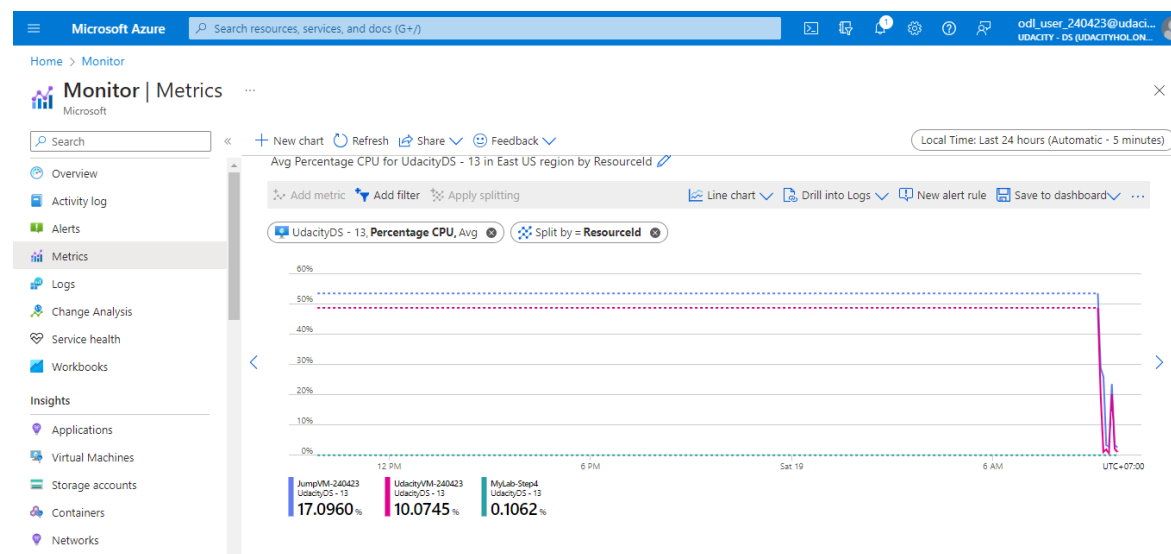 Microsoft Azure
Search resources, services, and docs (G+/)
1
odl_user_240423@udaci...
UDACITY - DS (UDACITYHOL.ON...
Home > Monitor
Monitor | Metrics ...
Microsoft
Search
«
New chart
Refresh
Share
Feedback
Local Time: Last 24 hours (Automatic - 5 minutes)
Overview
Activity log
Alerts
Metrics
Logs
Change Analysis
Service health
Workbooks
Insights
Applications
Virtual Machines
Storage accounts
Containers
Networks
Avg Percentage CPU for UdacityDS - 13 in East US region by ResourceId
Add metric
Add filter
Apply splitting
Line chart
Drill into Logs
New alert rule
Save to dashboard
...
UdacityDS - 13, Percentage CPU, Avg
Split by = ResourceId
60%
50%
40%
30%
20%
10%
0%
12 PM
6 PM
Sat 19
6 AM
UTC+07:00
JumpVM-240423
UdacityDS - 13
17.0960 %
UdacityVM-240423
UdacityDS - 13
10.0745 %
MyLab-Step4
UdacityDS - 13
0.1062 %